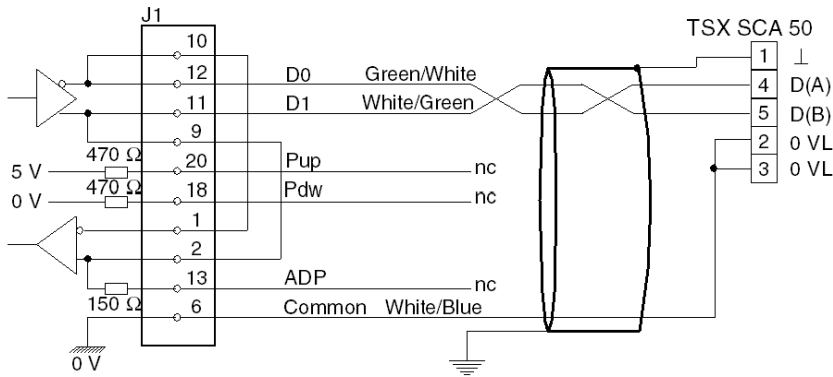 J1
TSX SCA 50
10
1 ⊥
12 D0 Green/White
4 D(A)
11 D1 White/Green
5 D(B)
9
2 0 VL
470 Ω
5 V 20 Pup nc
3 0 VL
470 Ω
0 V 18 Pdw nc
1
2
13 ADP nc
150 Ω
6 Common White/Blue
0 V